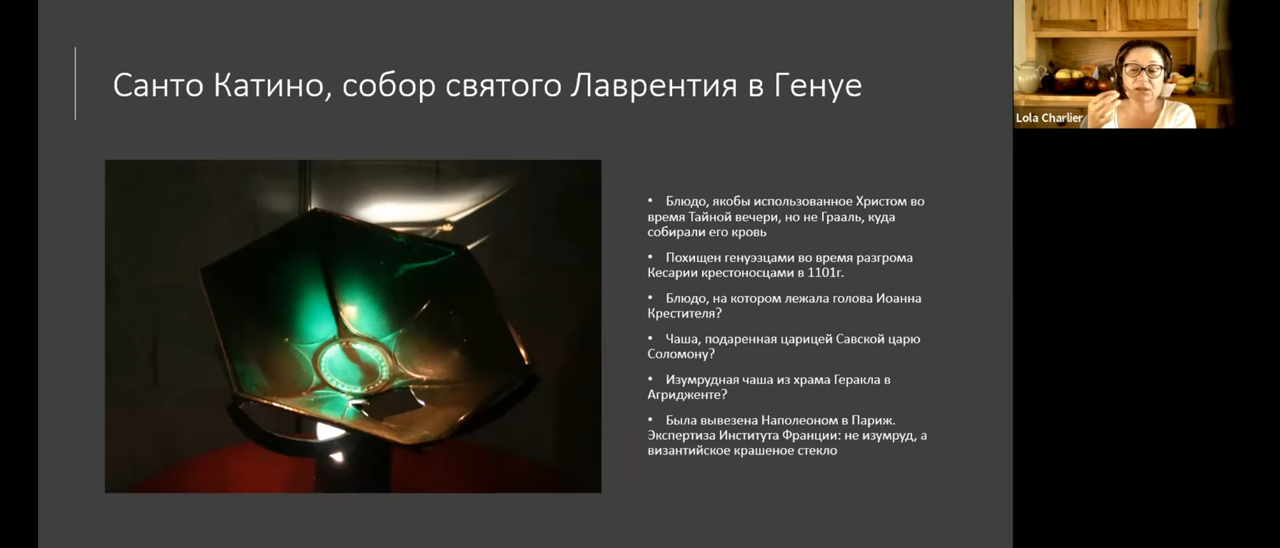 Санто Катино, собор святого Лаврентия в Генуе
• Блюдо, якобы использованное Христом во
время Тайной вечери, но не Грааль, куда
собирали его кровь
• Похищен генуэзцами во время разгрома
Кесарии крестоносцами в 1101г.
• Блюдо, на котором лежала голова Иоанна
Крестителя?
• Чаша, подаренная царицей Савской царю
Соломону?
• Изумрудная чаша из храма Геракла в
Агридженте?
• Была вывезена Наполеоном в Париж.
Экспертиза Института Франции: не изумруд, а
византийское крашеное стекло
Lola Charlier